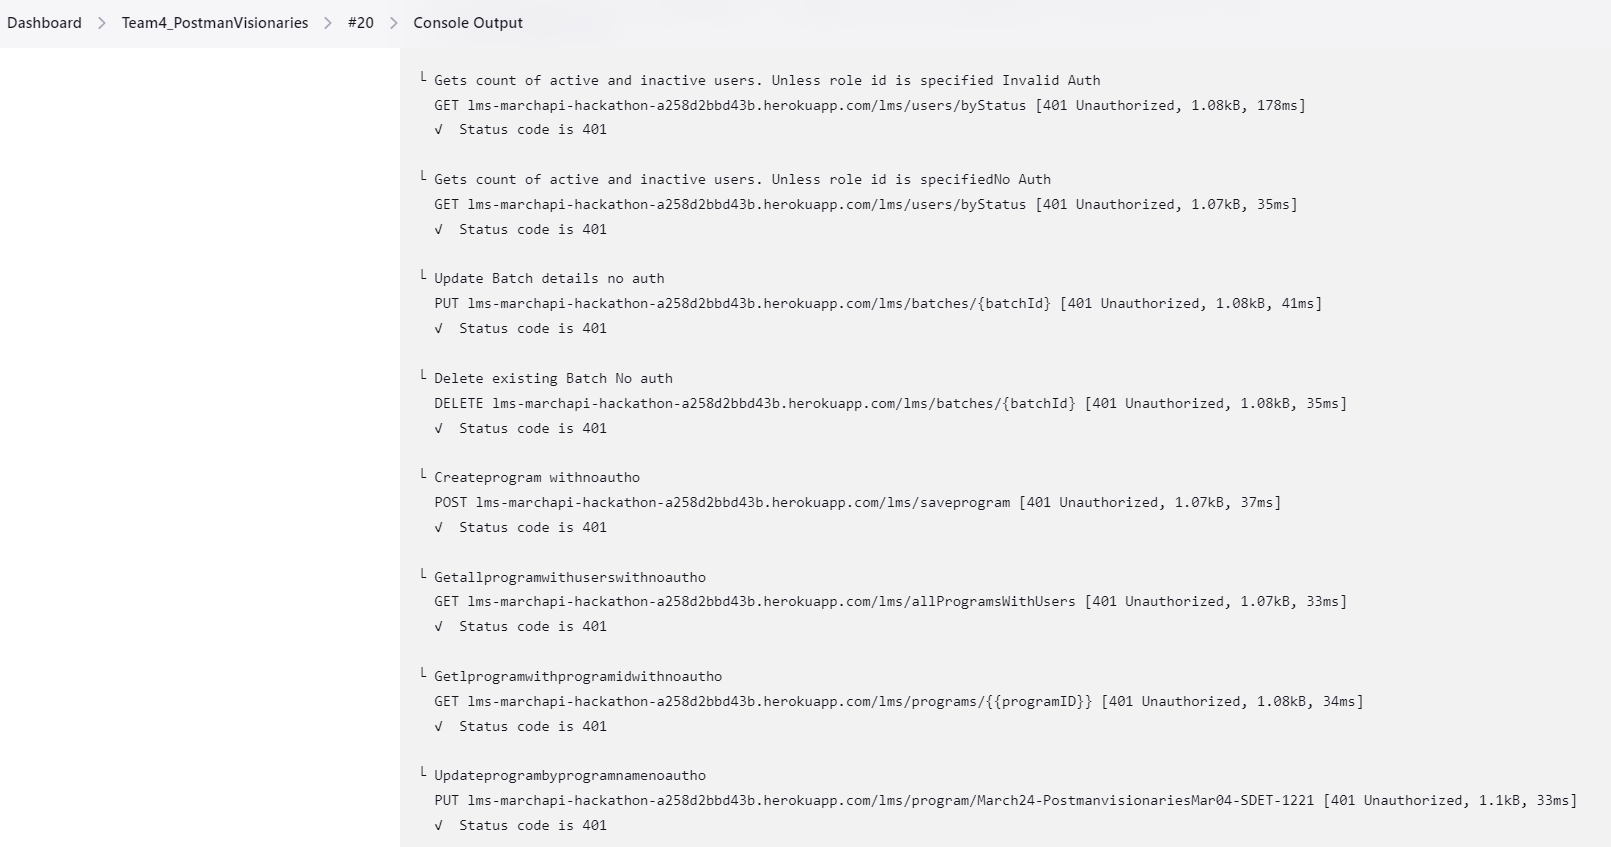 Dashboard > Team4_PostmanVisionaries > #20 > Console Output
└ Gets count of active and inactive users. Unless role id is specified Invalid Auth
GET lms-marchapi-hackathon-a258d2bbd43b.herokuapp.com/lms/users/byStatus [401 Unauthorized, 1.08kB, 178ms]
√ Status code is 401
└ Gets count of active and inactive users. Unless role id is specifiedNo Auth
GET lms-marchapi-hackathon-a258d2bbd43b.herokuapp.com/lms/users/byStatus [401 Unauthorized, 1.07kB, 35ms]
√ Status code is 401
└ Update Batch details no auth
PUT lms-marchapi-hackathon-a258d2bbd43b.herokuapp.com/lms/batches/{batchId} [401 Unauthorized, 1.08kB, 41ms]
√ Status code is 401
└ Delete existing Batch No auth
DELETE lms-marchapi-hackathon-a258d2bbd43b.herokuapp.com/lms/batches/{batchId} [401 Unauthorized, 1.08kB, 35ms]
√ Status code is 401
└ Createprogram withnoautho
POST lms-marchapi-hackathon-a258d2bbd43b.herokuapp.com/lms/saveprogram [401 Unauthorized, 1.07kB, 37ms]
√ Status code is 401
└ Getallprogramwithuserswithnoautho
GET lms-marchapi-hackathon-a258d2bbd43b.herokuapp.com/lms/allProgramsWithUsers [401 Unauthorized, 1.07kB, 33ms]
√ Status code is 401
└ Getlprogramwithprogramidwithnoautho
GET lms-marchapi-hackathon-a258d2bbd43b.herokuapp.com/lms/programs/{{programID}} [401 Unauthorized, 1.08kB, 34ms]
√ Status code is 401
└ Updateprogrambyprogramnamenoautho
PUT lms-marchapi-hackathon-a258d2bbd43b.herokuapp.com/lms/program/March24-PostmanvisionariesMar04-SDET-1221 [401 Unauthorized, 1.1kB, 33ms]
√ Status code is 401